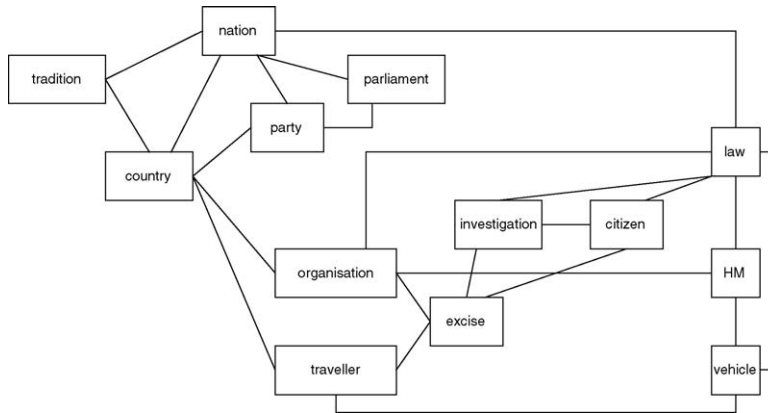 nation
tradition
parliament
party
law
country
investigation
citizen
organisation
HM
excise
traveller
vehicle